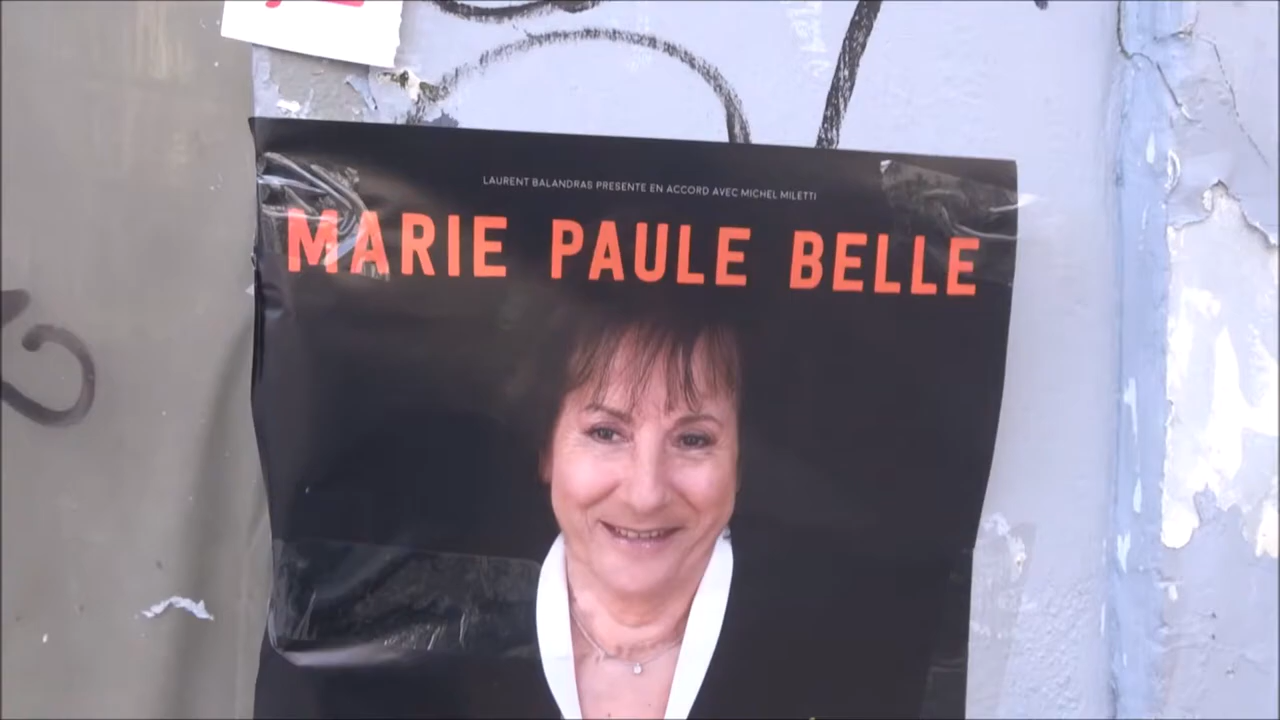 LAURENT BALANDRAS PRESENTE EN ACCORD AVEC MICHEL MILETTI
MARIE PAULE BELLE